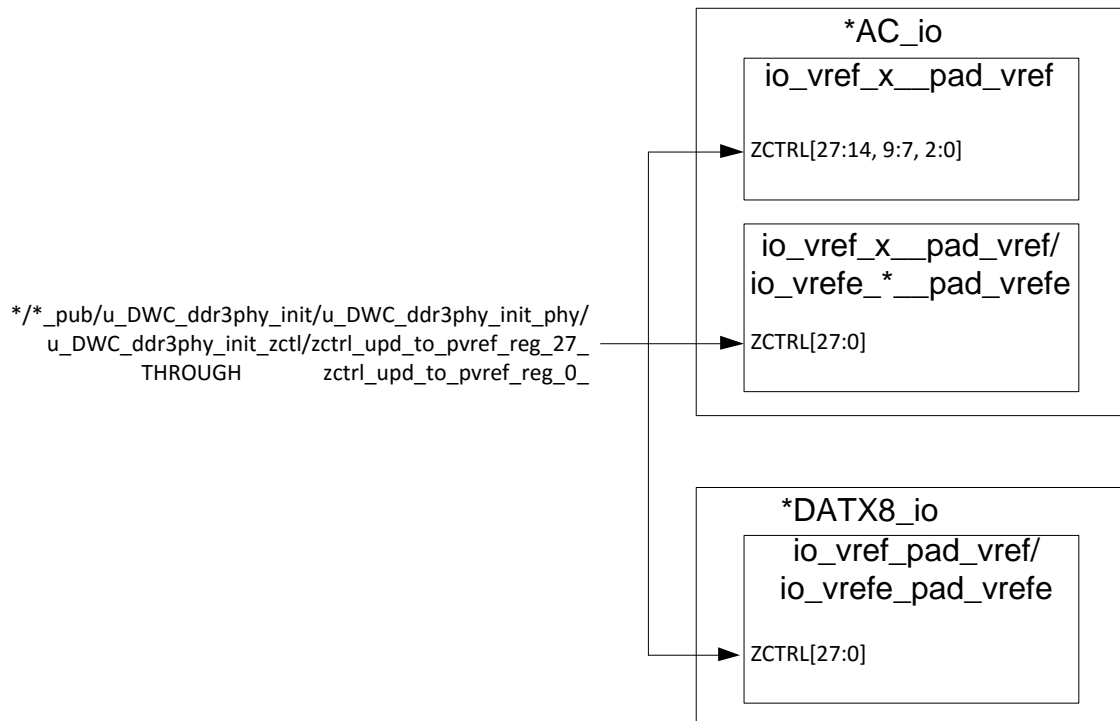 *AC_io
io_vref_x__pad_vref
ZCTRL[27:14, 9:7, 2:0]
io_vref_x__pad_vref/
io_vrefe_*__pad_vrefe
ZCTRL[27:0]
*/*_pub/u_DWC_ddr3phy_init/u_DWC_ddr3phy_init_phy/
u_DWC_ddr3phy_init_zctl/zctrl_upd_to_pvref_reg_27_
THROUGH zctrl_upd_to_pvref_reg_0_
*DATX8_io
io_vref_pad_vref/
io_vrefe_pad_vrefe
ZCTRL[27:0]